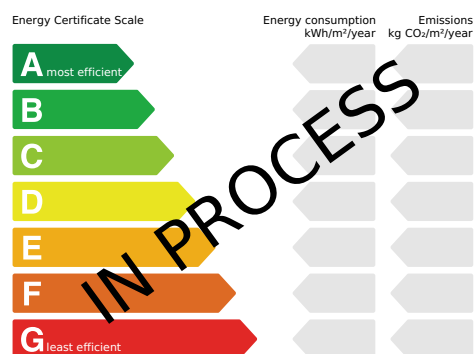 Energy Certificate Scale
Energy consumption
kWh/m²/year
Emissions
kg CO₂/m²/year
A most efficient
B
C
D
E
F
G least efficient
IN PROCESS